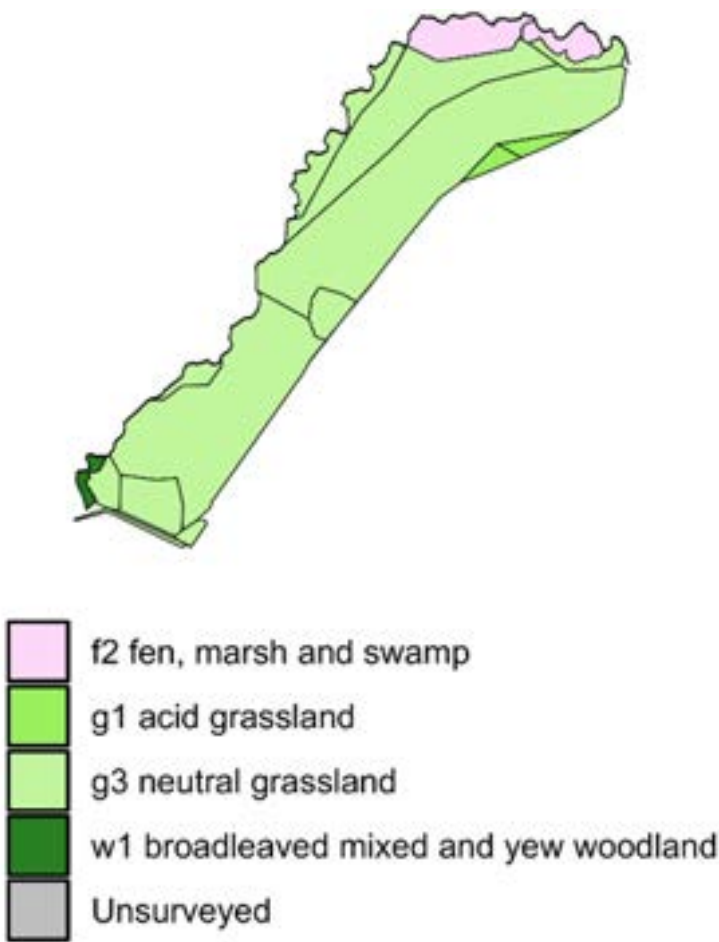 f2 fen, marsh and swamp
g1 acid grassland
g3 neutral grassland
w1 broadleaved mixed and yew woodland
Unsurveyed